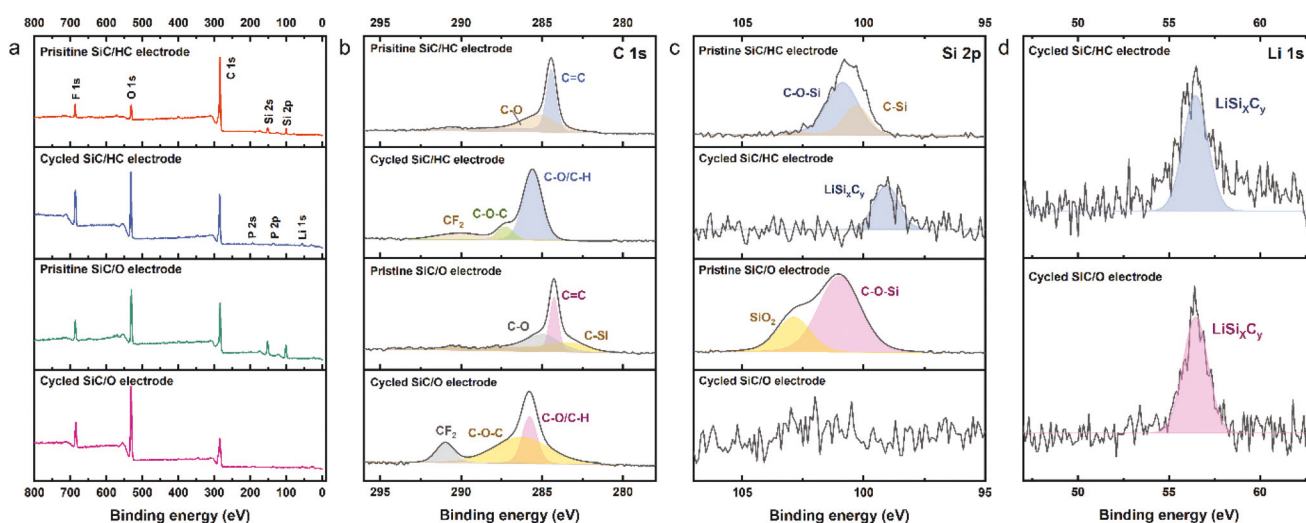 800 700 600 500 400 300 200 100 0
295 290 285 280
105 100 95
50 55 60
a
Prisitine SiC/HC electrode
F 1s
O 1s
C 1s
Si 2s
Si 2p
Cycled SiC/HC electrode
P 2s
P 2p
Li 1s
Prisitine SiC/O electrode
Cycled SiC/O electrode
800 700 600 500 400 300 200 100 0
Binding energy (eV)
b
Pristine SiC/HC electrode
C 1s
C=C
C-O
Cycled SiC/HC electrode
C-O/C-H
C-O-C
CF2
Pristine SiC/O electrode
C=C
C-O
C-Si
Cycled SiC/O electrode
C-O/C-H
CF2
C-O-C
295 290 285 280
Binding energy (eV)
c
Pristine SiC/HC electrode
Si 2p
C-O-Si
C-Si
Cycled SiC/HC electrode
LiSixCy
Pristine SiC/O electrode
C-O-Si
SiO2
Cycled SiC/O electrode
105 100 95
Binding energy (eV)
d
Cycled SiC/HC electrode
Li 1s
LiSixCy
Cycled SiC/O electrode
LiSixCy
50 55 60
Binding energy (eV)